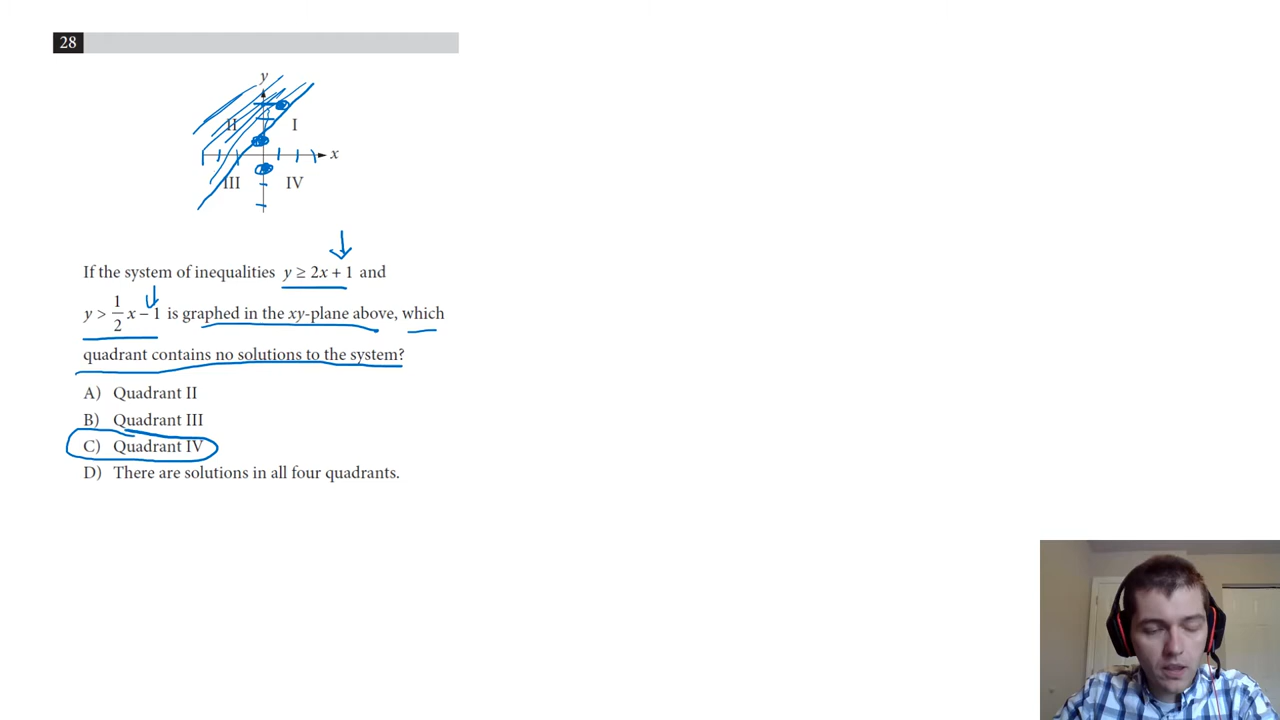 28
y
II
I
x
III
IV
If the system of inequalities y ≥ 2x + 1 and
y > 1/2 x − 1 is graphed in the xy-plane above, which
quadrant contains no solutions to the system?
A) Quadrant II
B) Quadrant III
C) Quadrant IV
D) There are solutions in all four quadrants.